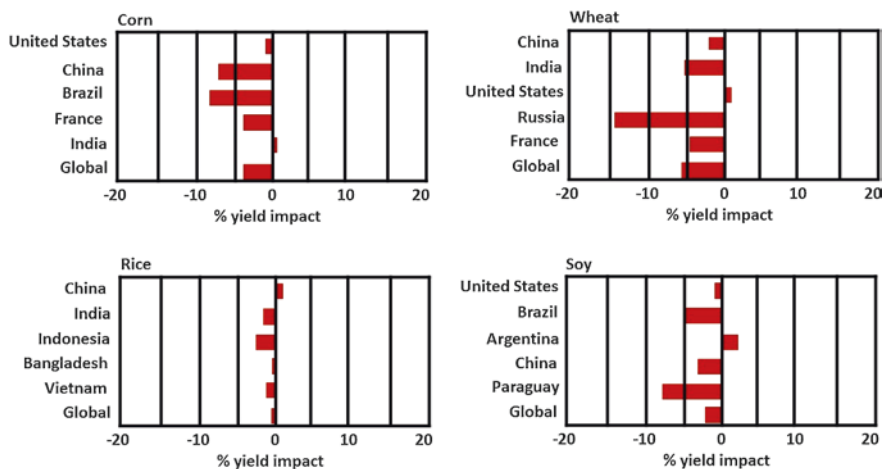 Corn
United States
China
Brazil
France
India
Global
-20 -10 0 10 20
% yield impact
Wheat
China
India
United States
Russia
France
Global
-20 -10 0 10 20
% yield impact
Rice
China
India
Indonesia
Bangladesh
Vietnam
Global
-20 -10 0 10 20
% yield impact
Soy
United States
Brazil
Argentina
China
Paraguay
Global
-20 -10 0 10 20
% yield impact